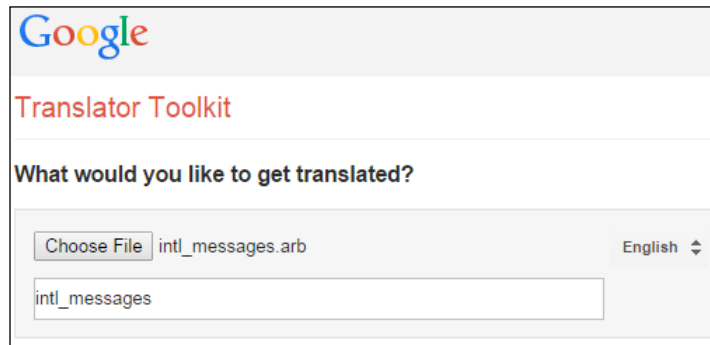 Google
Translator Toolkit
What would you like to get translated?
Choose File intl_messages.arb English
intl_messages